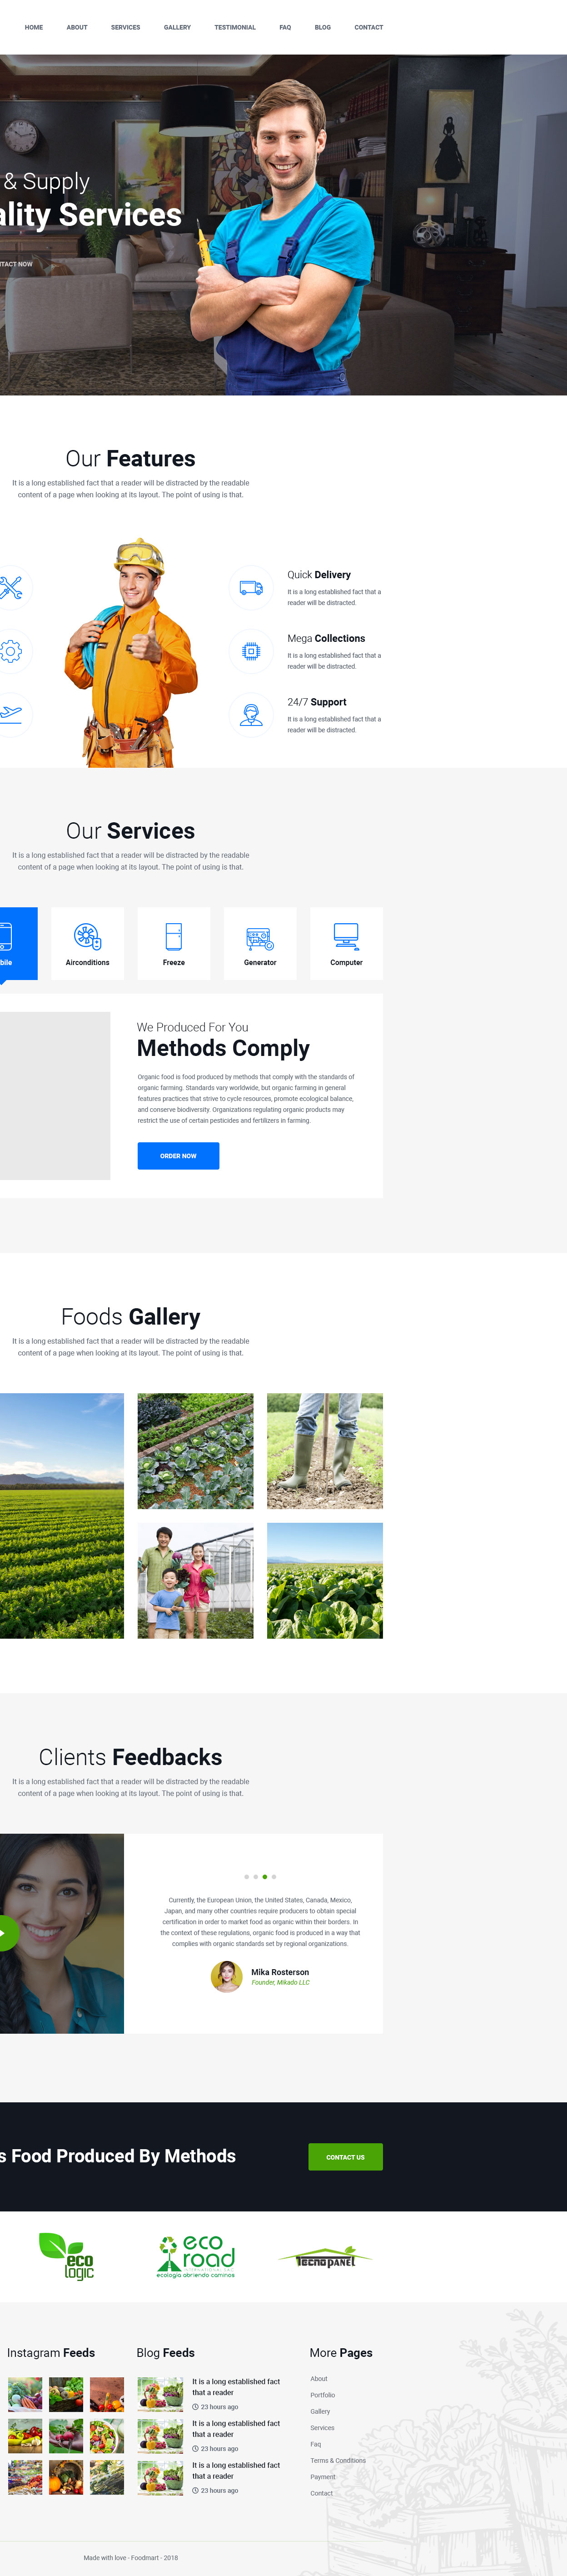 HOME ABOUT SERVICES GALLERY TESTIMONIAL FAQ BLOG CONTACT
& Supply
ality Services
NTACT NOW
Our Features
It is a long established fact that a reader will be distracted by the readable
content of a page when looking at its layout. The point of using is that.
Quick Delivery
It is a long established fact that a
reader will be distracted.
Mega Collections
It is a long established fact that a
reader will be distracted.
24/7 Support
It is a long established fact that a
reader will be distracted.
Our Services
It is a long established fact that a reader will be distracted by the readable
content of a page when looking at its layout. The point of using is that.
bile
Airconditions
Freeze
Generator
Computer
We Produced For You
Methods Comply
Organic food is food produced by methods that comply with the standards of
organic farming. Standards vary worldwide, but organic farming in general
features practices that strive to cycle resources, promote ecological balance,
and conserve biodiversity. Organizations regulating organic products may
restrict the use of certain pesticides and fertilizers in farming.
ORDER NOW
Foods Gallery
It is a long established fact that a reader will be distracted by the readable
content of a page when looking at its layout. The point of using is that.
Clients Feedbacks
It is a long established fact that a reader will be distracted by the readable
content of a page when looking at its layout. The point of using is that.
Currently, the European Union, the United States, Canada, Mexico,
Japan, and many other countries require producers to obtain special
certification in order to market food as organic within their borders. In
the context of these regulations, organic food is produced in a way that
complies with organic standards set by regional organizations.
Mika Rosterson
Founder, Mikado LLC
s Food Produced By Methods
CONTACT US
eco
logic
eco
road
ecologia abriendo caminos
Tecnopanel
Instagram Feeds
Blog Feeds
It is a long established fact
that a reader
23 hours ago
It is a long established fact
that a reader
23 hours ago
It is a long established fact
that a reader
23 hours ago
More Pages
About
Portfolio
Gallery
Services
Faq
Terms & Conditions
Payment
Contact
Made with love - Foodmart - 2018